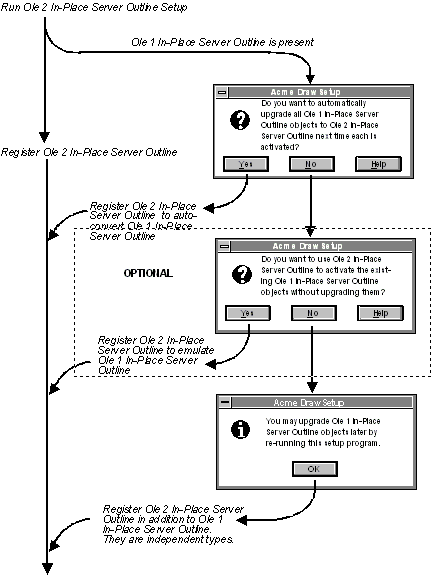 Run Ole 2 In-Place Server Outline Setup
Ole 1 In-Place Server Outline is present
Acme Draw Setup
Do you want to automatically
upgrade all Ole 1 In-Place Server
Outline objects to Ole 2 In-Place
Server Outline next time each is
activated?
Yes
No
Help
Register Ole 2 In-Place Server Outline
Register Ole 2 In-Place
Server Outline to auto-
convert Ole 1 In-Place
Server Outline
OPTIONAL
Acme Draw Setup
Do you want to use Ole 2 In-Place
Server Outline to activate the exist-
ing Ole 1 In-Place Server Outline
objects without upgrading them?
Yes
No
Help
Register Ole 2 In-Place
Server Outline to emulate
Ole 1 In-Place Server
Outline
Acme Draw Setup
You may upgrade Ole 1 In-Place
Server Outline objects later by
re-running this setup program.
OK
Register Ole 2 In-Place Server
Outline in addition to Ole 1
In-Place Server Outline.
They are independent types.